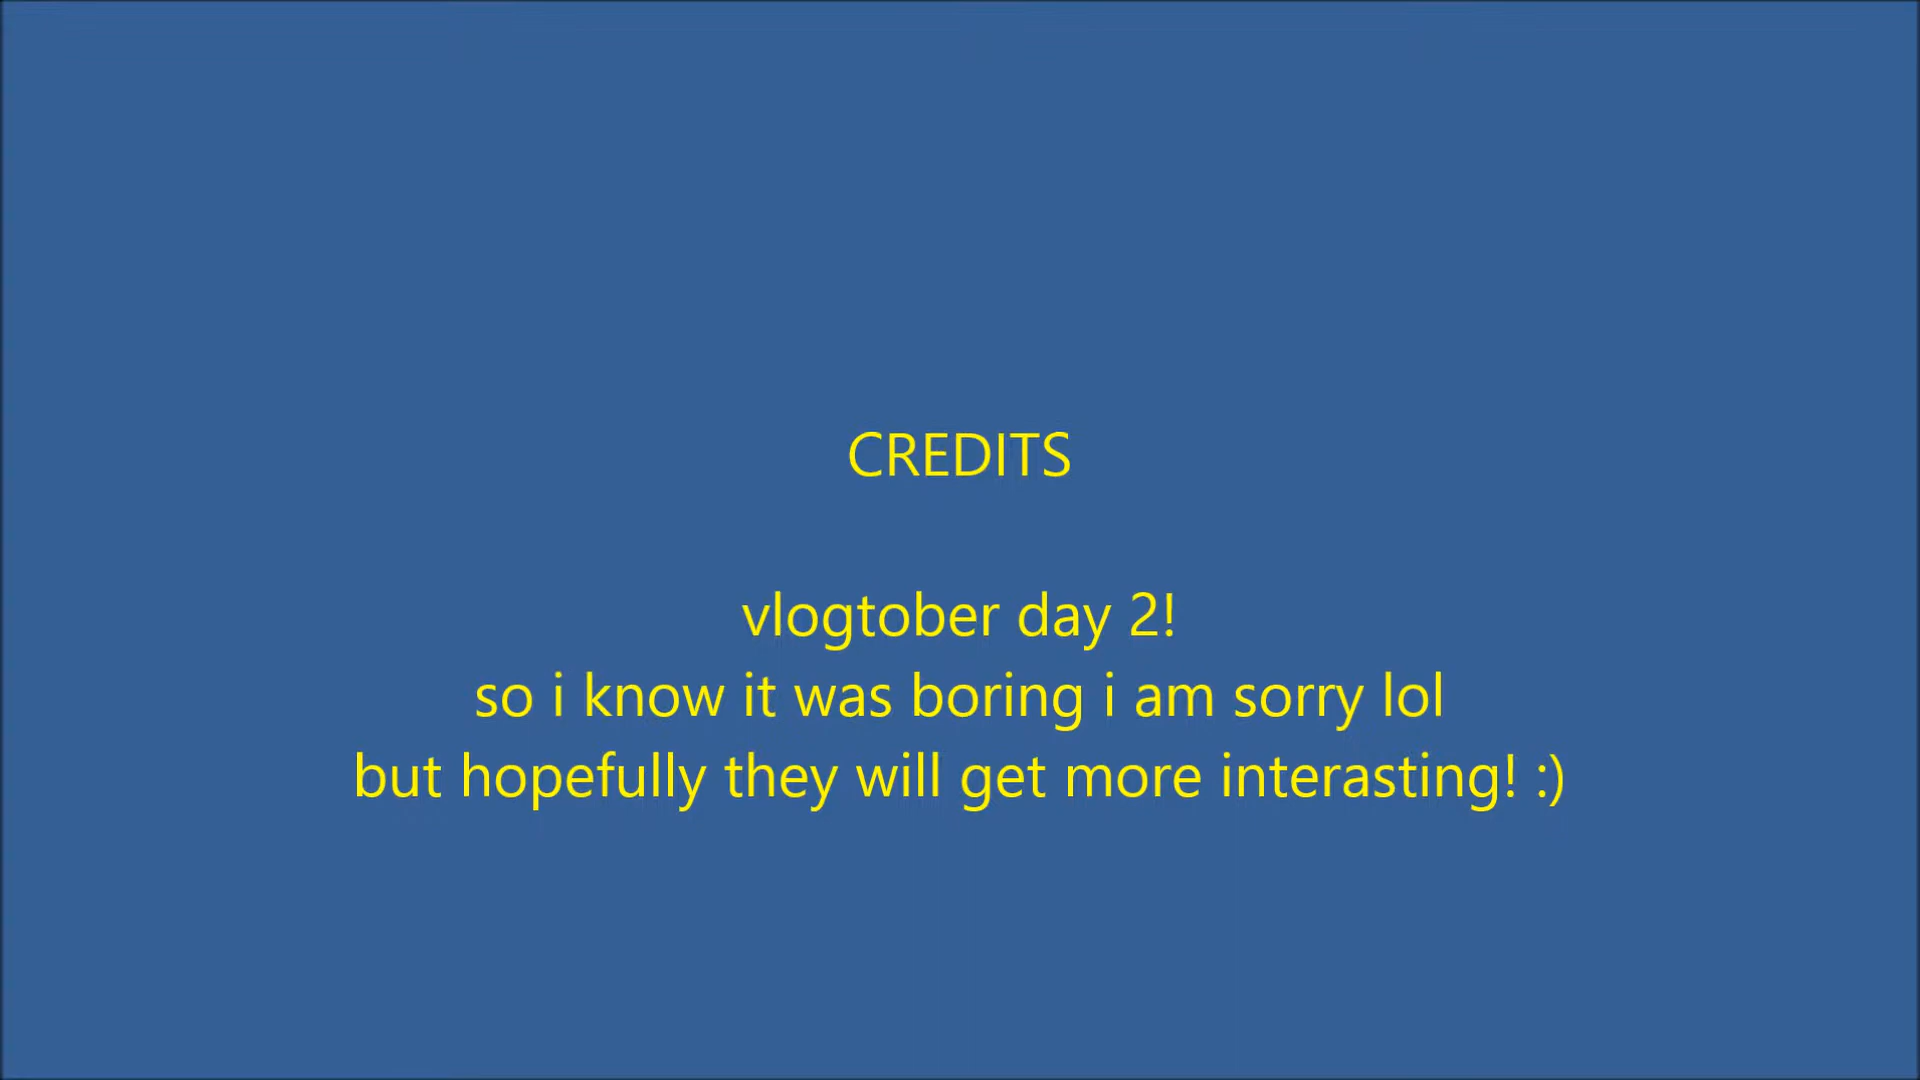 CREDITS
vlogtober day 2!
so i know it was boring i am sorry lol
but hopefully they will get more interasting! :)